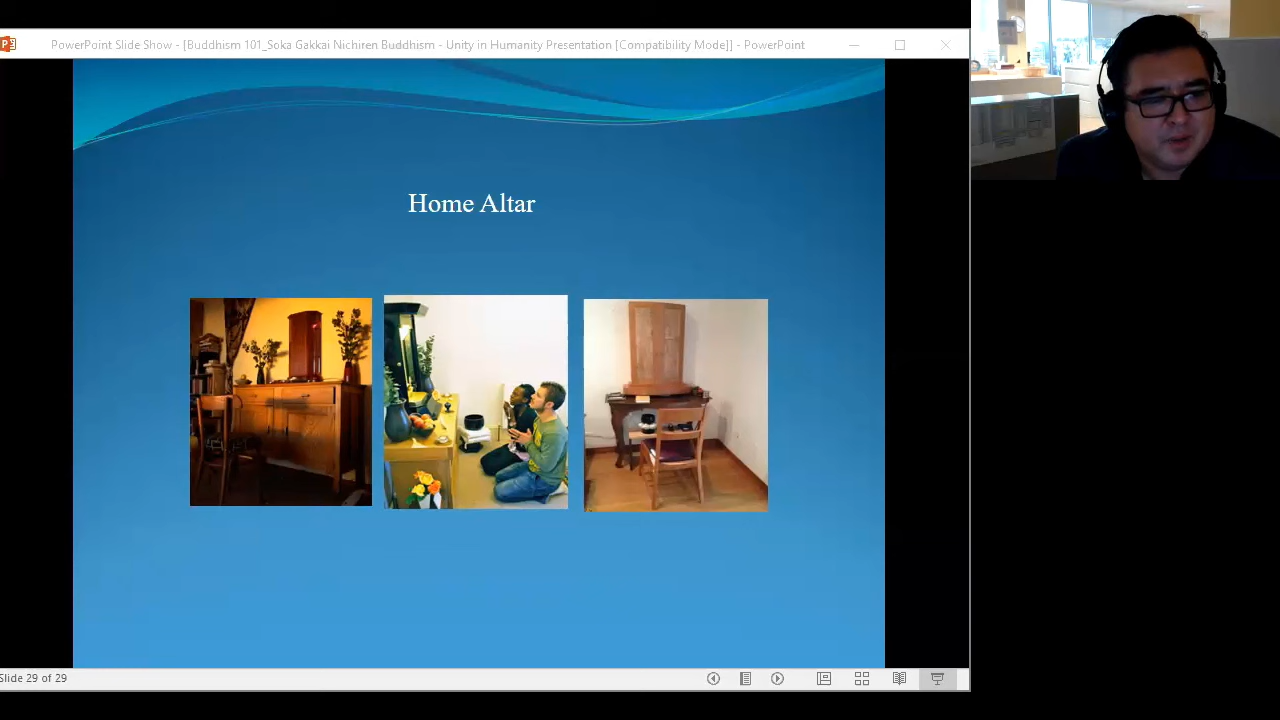 PowerPoint Slide Show - [Buddhism 101_Soka Gakkai Nichiren Buddhism - Unity in Humanity Presentation [Compatibility Mode]] - PowerPoint
Home Altar
Slide 29 of 29